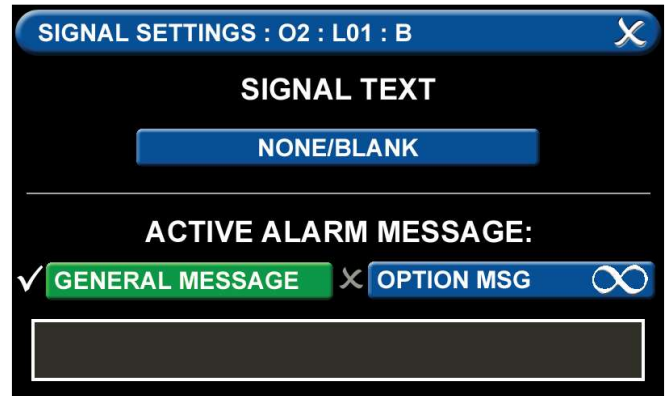 SIGNAL SETTINGS : O2 : L01 : B
SIGNAL TEXT
NONE/BLANK
ACTIVE ALARM MESSAGE:
GENERAL MESSAGE OPTION MSG